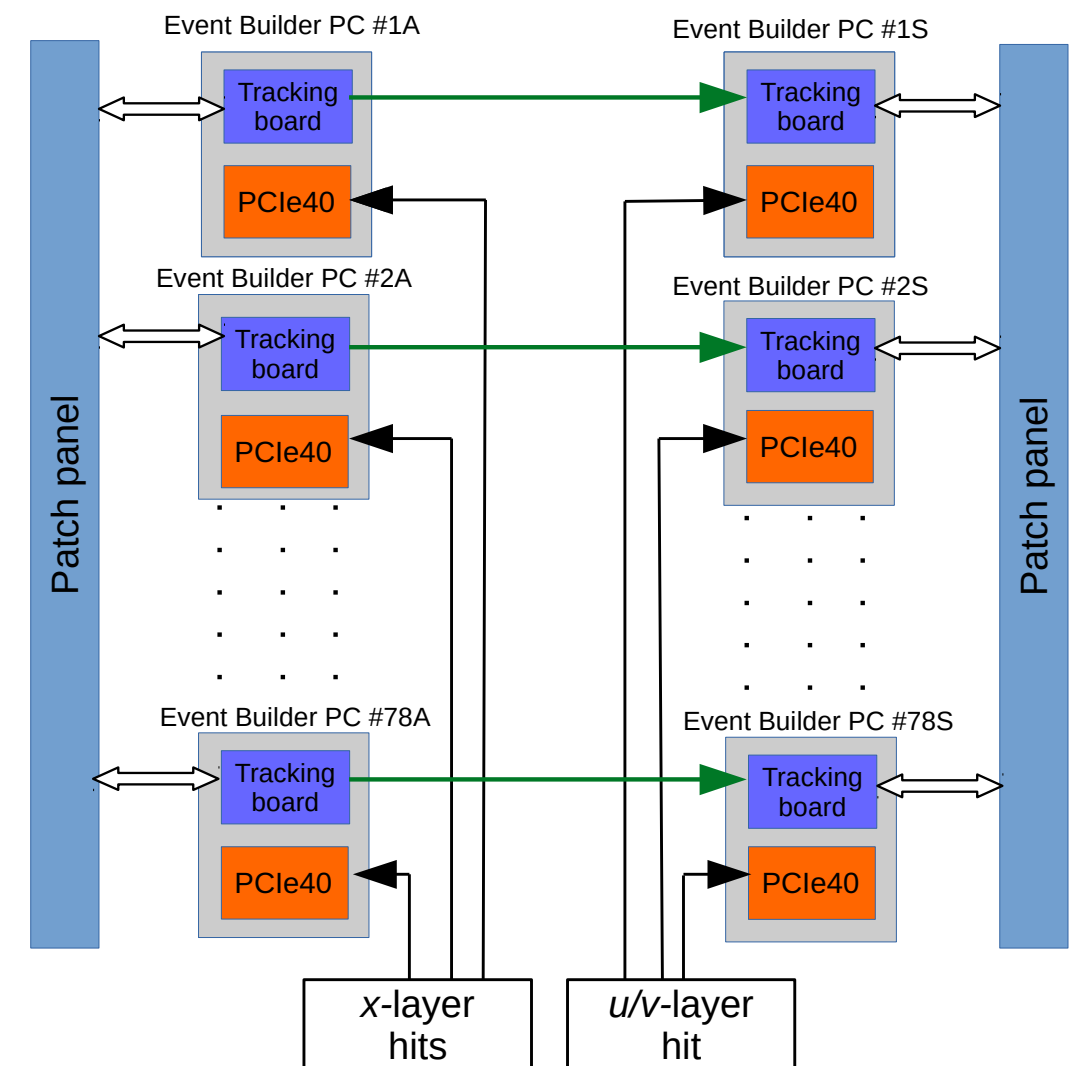 Event Builder PC #1A
Event Builder PC #1S
Tracking
board
PCIe40
Tracking
board
PCIe40
Event Builder PC #2A
Event Builder PC #2S
Tracking
board
PCIe40
Tracking
board
PCIe40
Patch panel
Patch panel
Event Builder PC #78A
Event Builder PC #78S
Tracking
board
PCIe40
Tracking
board
PCIe40
x-layer
hits
u/v-layer
hit